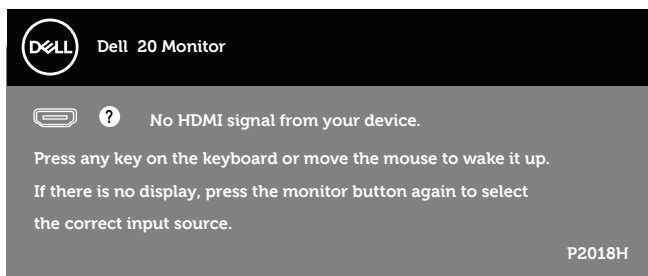 DELL Dell 20 Monitor
? No HDMI signal from your device.
Press any key on the keyboard or move the mouse to wake it up.
If there is no display, press the monitor button again to select
the correct input source.
P2018H